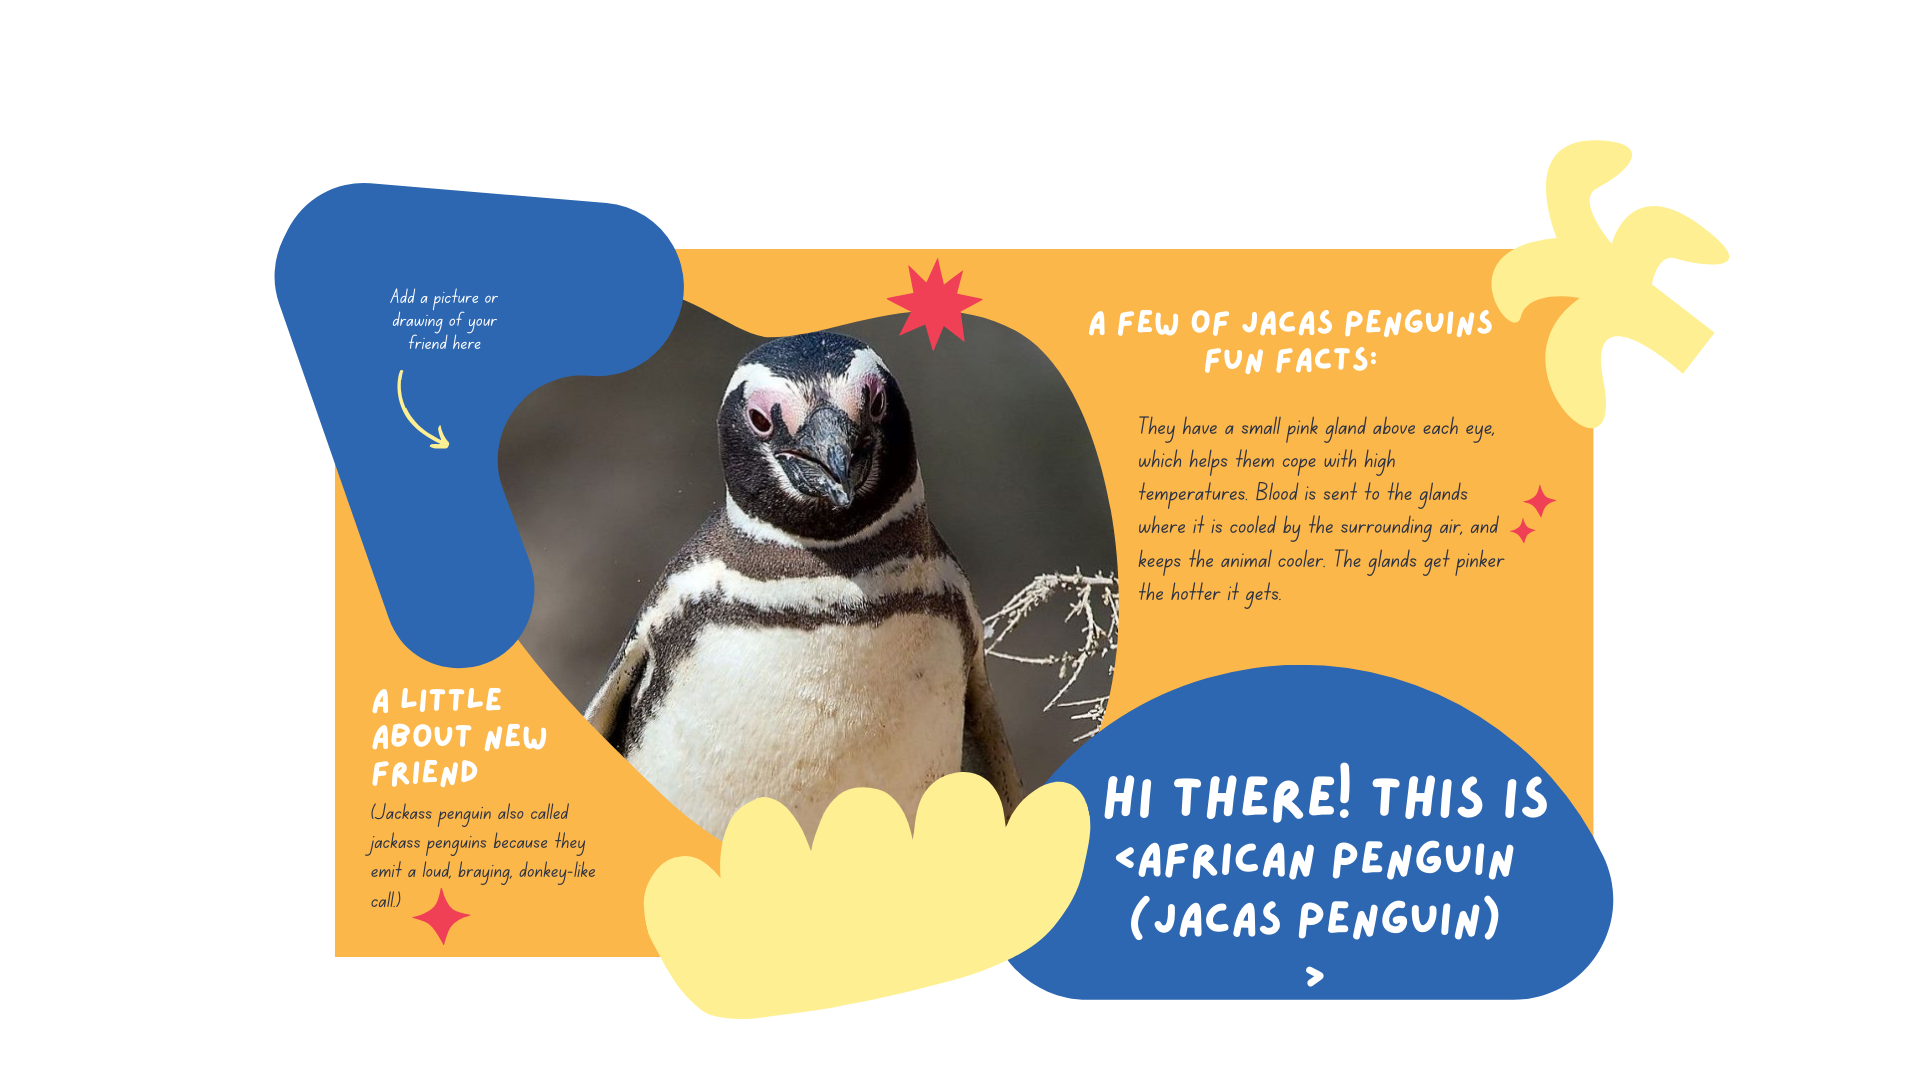 Add a picture or
drawing of your
friend here
A LITTLE
ABOUT NEW
FRIEND
(Jackass penguin also called
jackass penguins because they
emit a loud, braying, donkey-like
call.)
A FEW OF JACAS PENGUINS
FUN FACTS:
They have a small pink gland above each eye,
which helps them cope with high
temperatures. Blood is sent to the glands
where it is cooled by the surrounding air, and
keeps the animal cooler. The glands get pinker
the hotter it gets.
HI THERE! THIS IS
<AFRICAN PENGUIN
(JACAS PENGUIN)
>